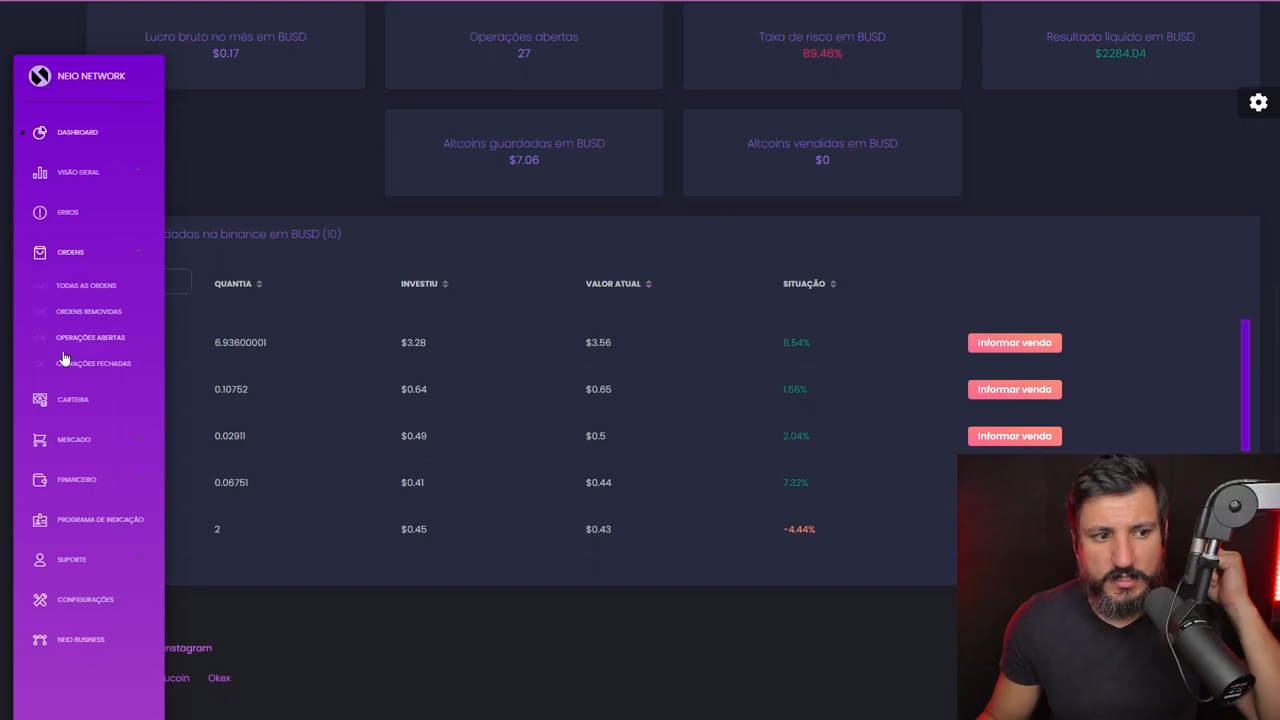 Lucro bruto no mês em BUSD
$0.17
Operações abertas
27
Taxa de risco em BUSD
89.46%
Resultado líquido em BUSD
$2284.04
Altcoins guardadas em BUSD
$7.06
Altcoins vendidas em BUSD
$0
NEIO NETWORK
DASHBOARD
VISÃO GERAL
ERROS
ORDENS
TODAS AS ORDENS
ORDENS REMOVIDAS
OA OPERAÇÕES ABERTAS
OPERAÇÕES FECHADAS
CARTEIRA
MERCADO
FINANCEIRO
PROGRAMA DE INDICAÇÃO
SUPORTE
CONFIGURAÇÕES
NEIO BUSINESS
dadas na binance em BUSD (10)
QUANTIA INVESTIU VALOR ATUAL SITUAÇÃO
6.93600001 $3.28 $3.56 8.54% Informar venda
0.10752 $0.64 $0.65 1.56% Informar venda
0.02911 $0.49 $0.5 2.04% Informar venda
0.06751 $0.41 $0.44 7.32%
2 $0.45 $0.43 -4.44%
Instagram
ucoin Okex